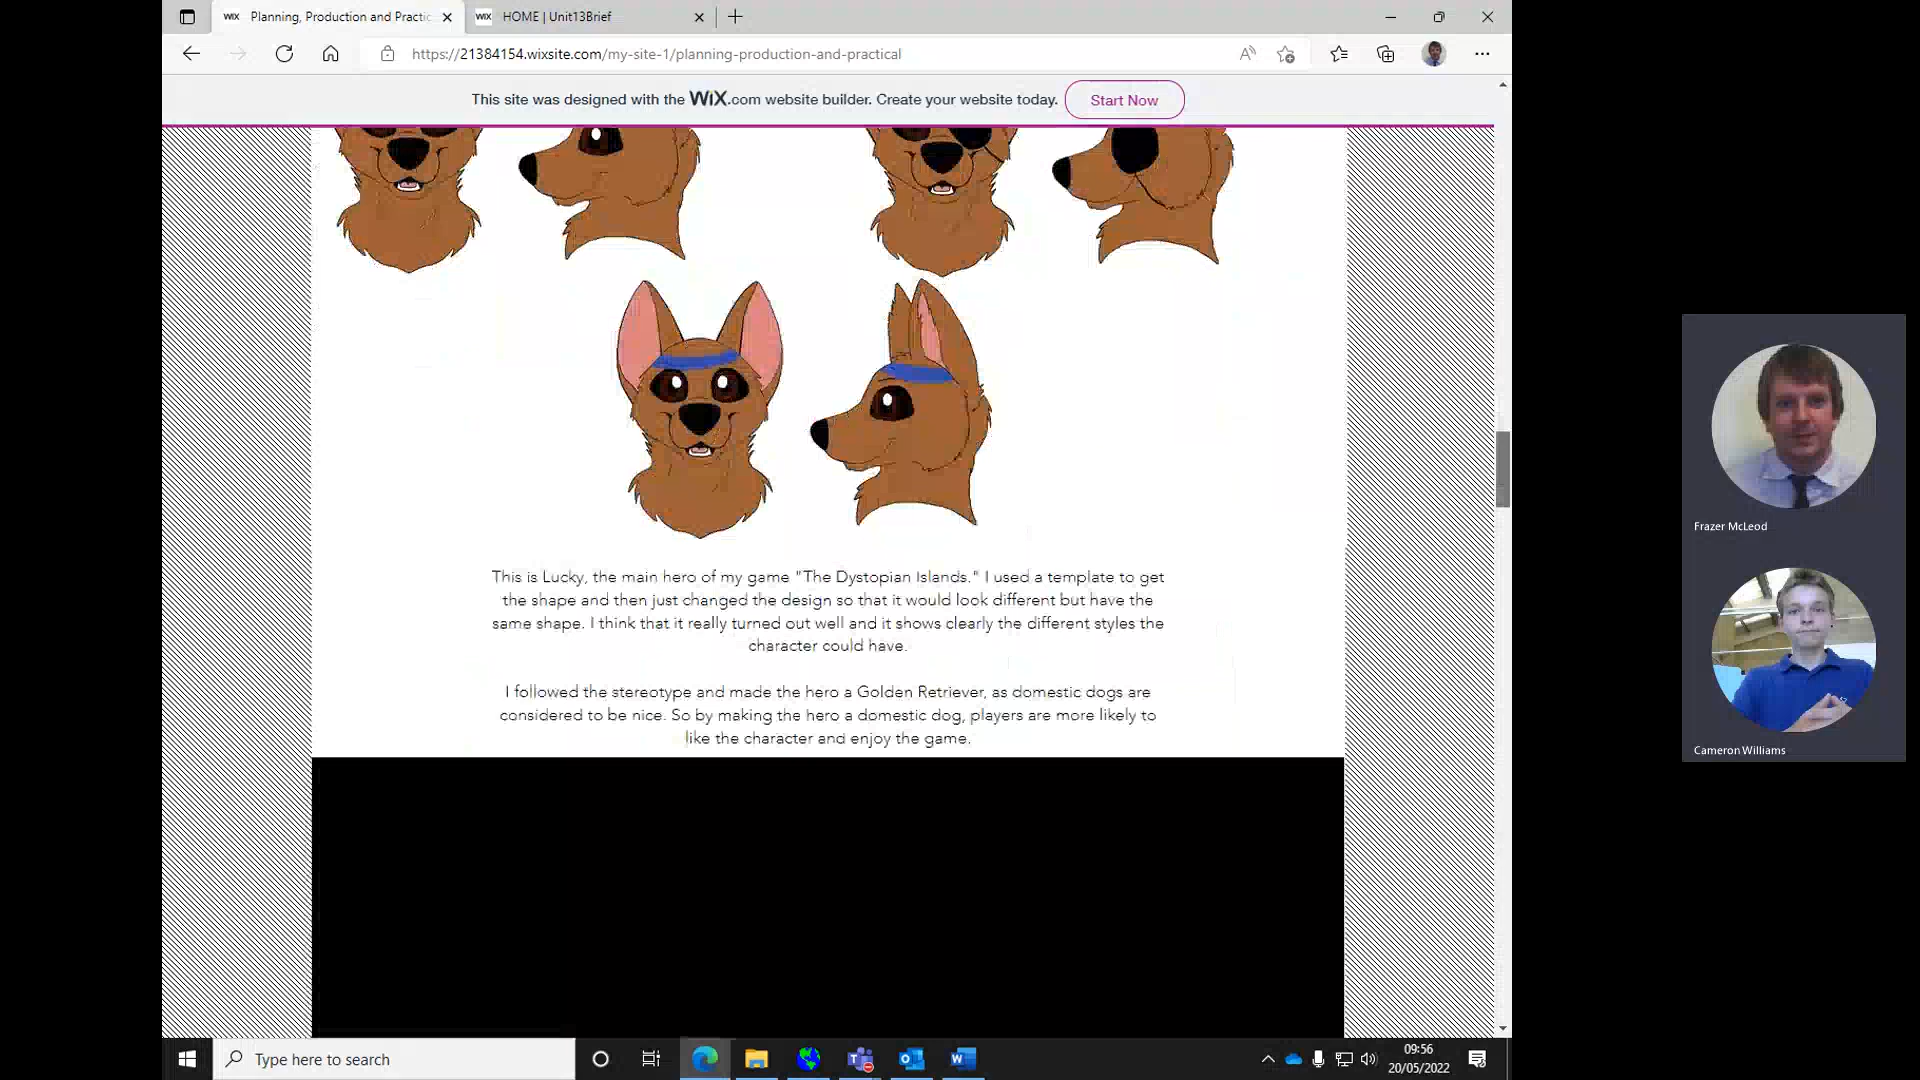 WiX Planning, Production and Practic
WiX HOME | Unit13Brief
https://21384154.wixsite.com/my-site-1/planning-production-and-practical
This site was designed with the WiX.com website builder. Create your website today.
Start Now
This is Lucky, the main hero of my game "The Dystopian Islands." I used a template to get
the shape and then just changed the design so that it would look different but have the
same shape. I think that it really turned out well and it shows clearly the different styles the
character could have.
I followed the stereotype and made the hero a Golden Retriever, as domestic dogs are
considered to be nice. So by making the hero a domestic dog, players are more likely to
like the character and enjoy the game.
Frazer McLeod
Cameron Williams
Type here to search
09:56
20/05/2022